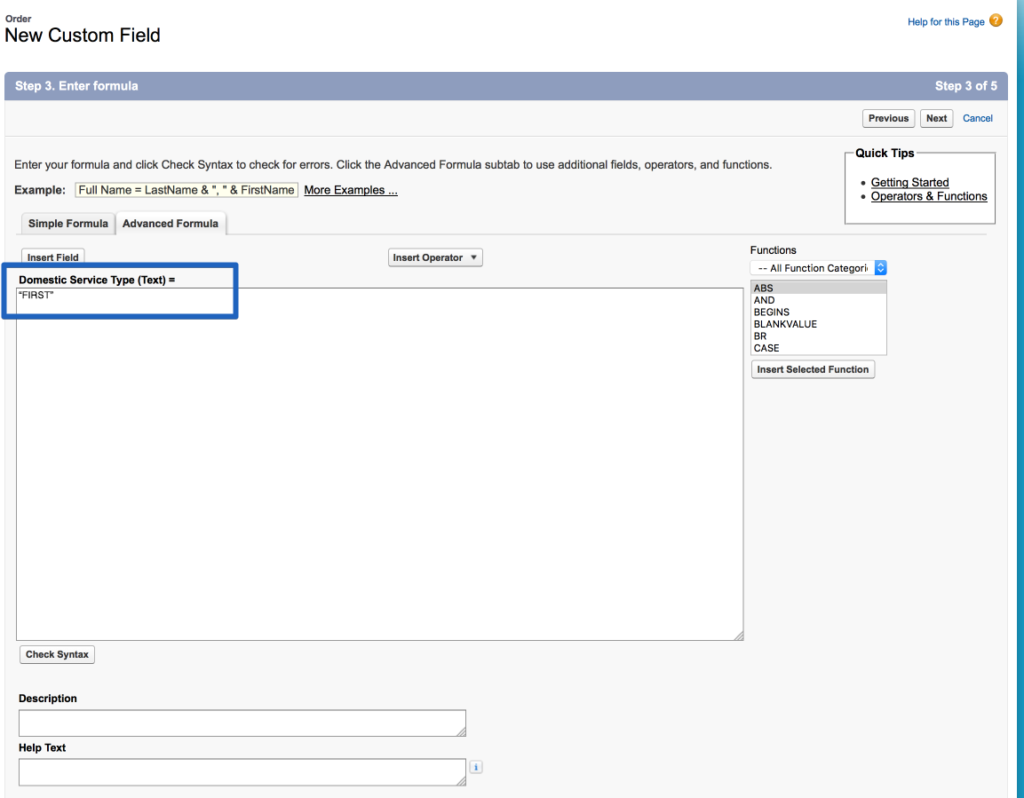 Order
New Custom Field
Help for this Page
Step 3. Enter formula
Step 3 of 5
Previous
Next
Cancel
Enter your formula and click Check Syntax to check for errors. Click the Advanced Formula subtab to use additional fields, operators, and functions.
Example:
Full Name = LastName & ", " & FirstName
More Examples ...
Quick Tips
Getting Started
Operators & Functions
Simple Formula
Advanced Formula
Insert Field
Insert Operator
Functions
-- All Function Categori
Domestic Service Type (Text) =
"FIRST"
ABS
AND
BEGINS
BLANKVALUE
BR
CASE
Insert Selected Function
Check Syntax
Description
Help Text